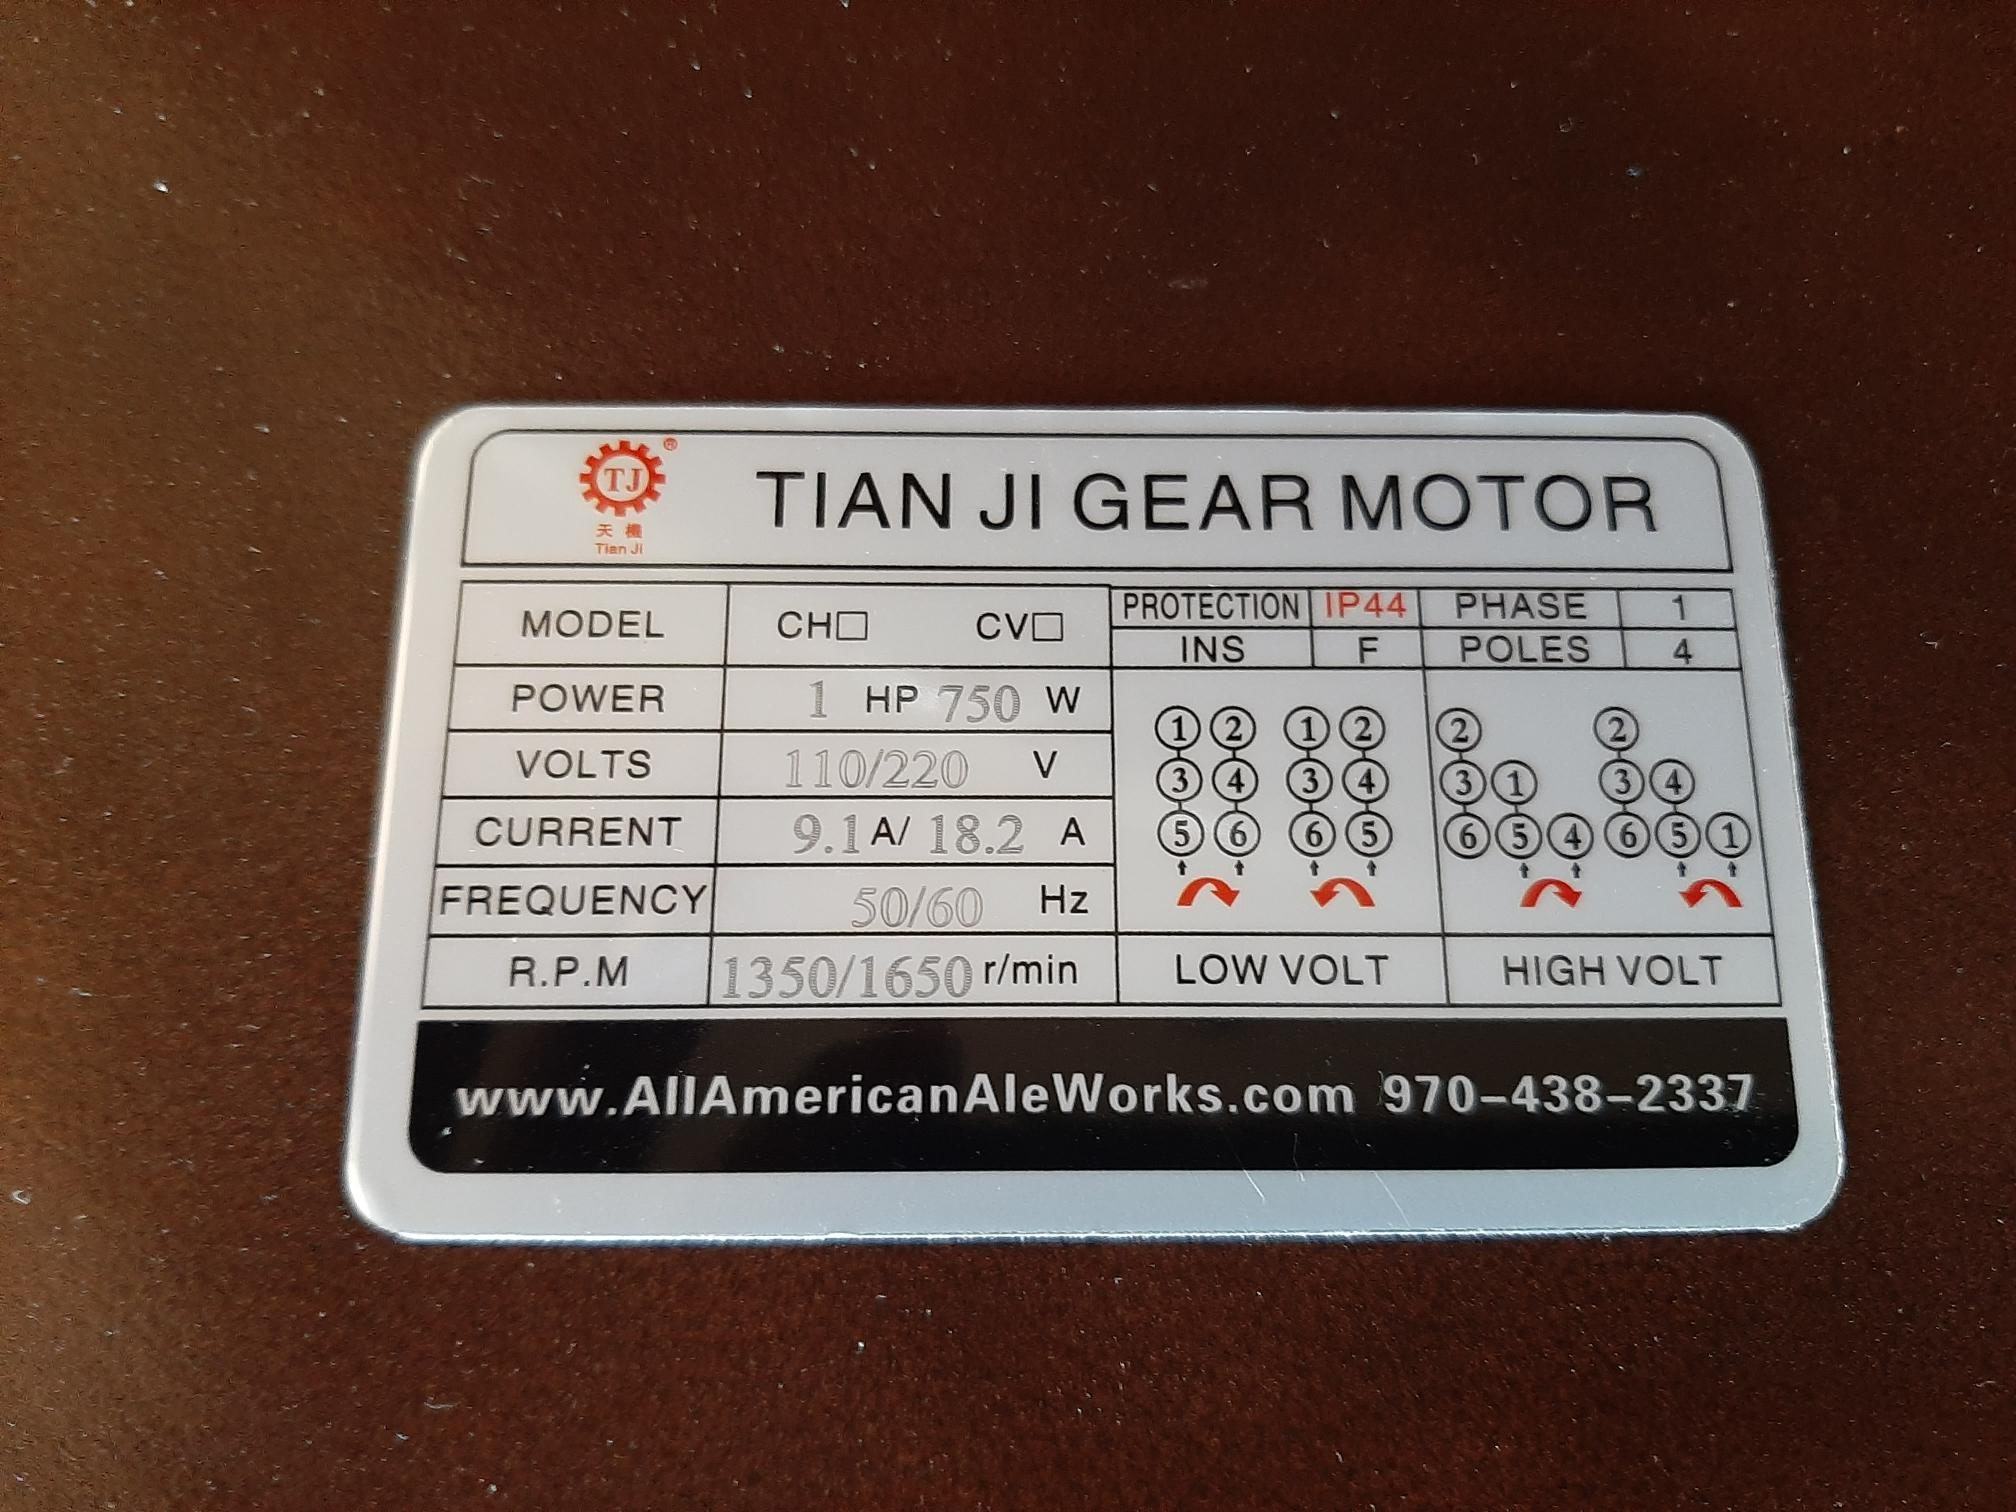 TJ®
天機
Tian Ji
TIAN JI GEAR MOTOR
MODEL CH□ CV□
POWER 1 HP 750 W
VOLTS 110/220 V
CURRENT 9.1 A/ 18.2 A
FREQUENCY 50/60 Hz
R.P.M 1350/1650 r/min
PROTECTION IP44 PHASE 1
INS F POLES 4
① ② ① ② ② ②
③ ④ ③ ④ ③ ① ③ ④
⑤ ⑥ ⑥ ⑤ ⑥ ⑤ ④ ⑥ ⑤ ①
LOW VOLT HIGH VOLT
www.AllAmericanAleWorks.com 970-438-2337